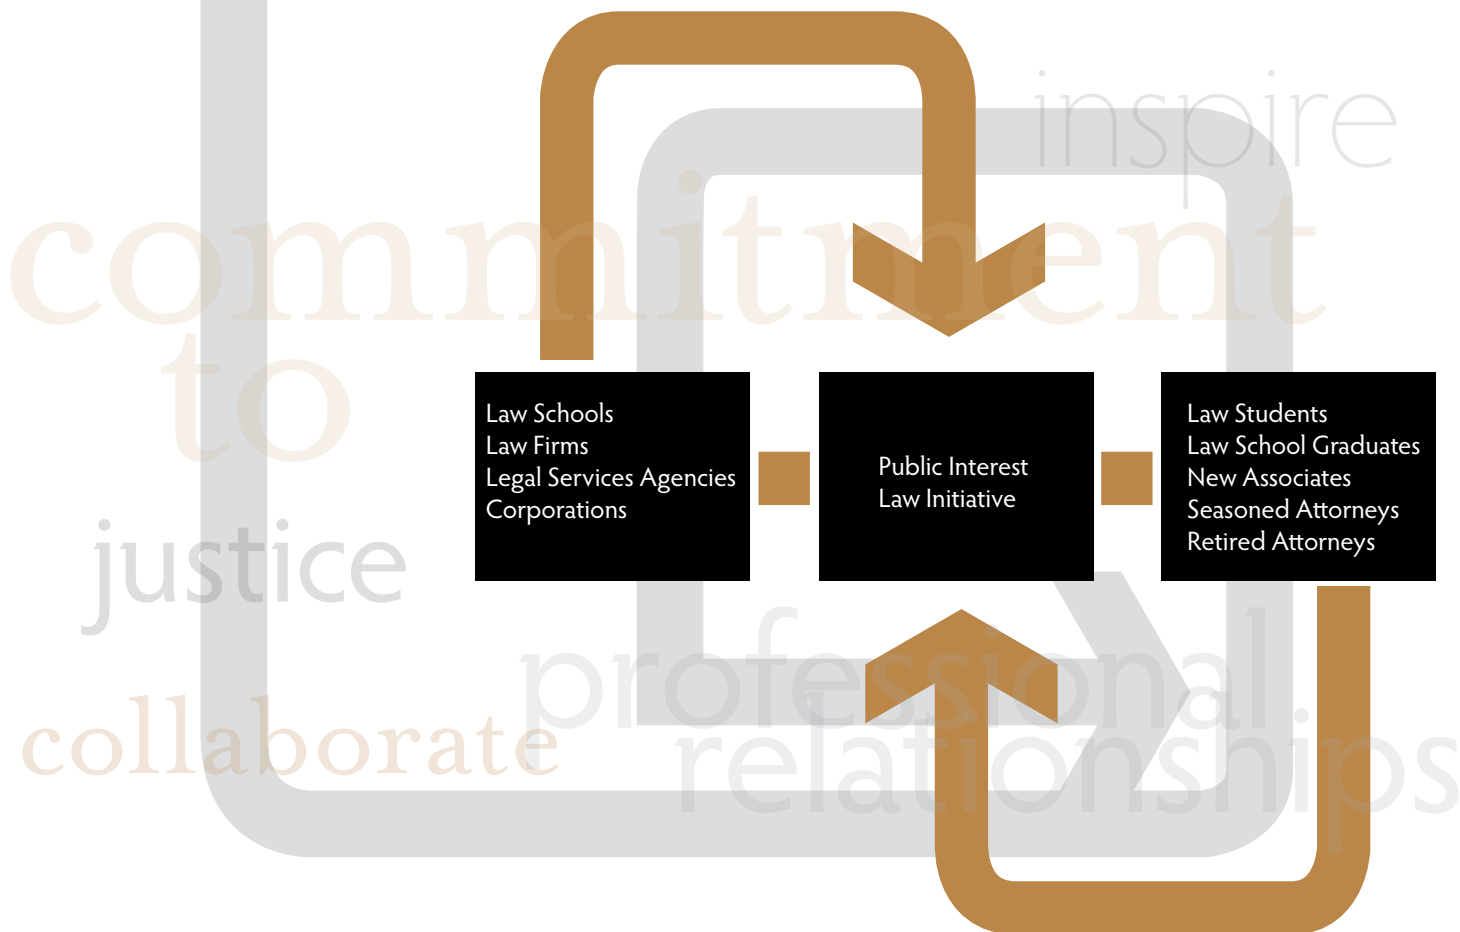 inspire
commitment
to
Law Schools
Law Firms
Legal Services Agencies
Corporations
Public Interest
Law Initiative
Law Students
Law School Graduates
New Associates
Seasoned Attorneys
Retired Attorneys
justice
professional
relationships
collaborate